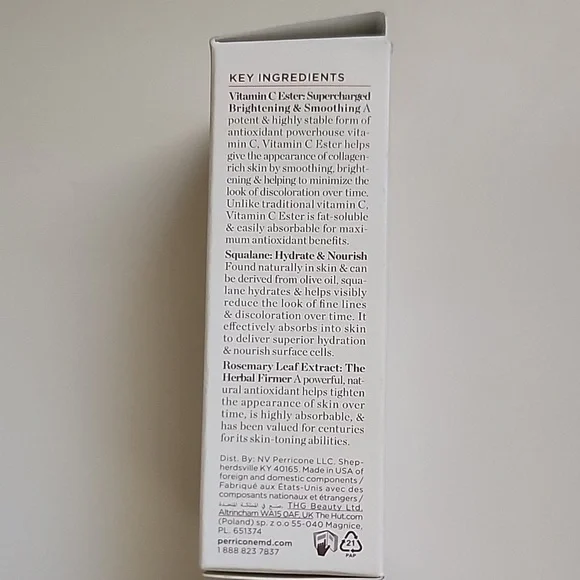 KEY INGREDIENTS
Vitamin C Ester: Supercharged
Brightening & Smoothing A
potent & highly stable form of
antioxidant powerhouse vita-
min C, Vitamin C Ester helps
give the appearance of collagen-
rich skin by smoothing, bright-
ening & helping to minimize the
look of discoloration over time.
Unlike traditional vitamin C,
Vitamin C Ester is fat-soluble
& easily absorbable for maxi-
mum antioxidant benefits.
Squalane: Hydrate & Nourish
Found naturally in skin & can
be derived from olive oil, squa-
lane hydrates & helps visibly
reduce the look of fine lines
& discoloration over time. It
effectively absorbs into skin
to deliver superior hydration
& nourish surface cells.
Rosemary Leaf Extract: The
Herbal Firmer A powerful, nat-
ural antioxidant helps tighten
the appearance of skin over
time, is highly absorbable, &
has been valued for centuries
for its skin-toning abilities.
Dist. By: NV Perricone LLC, Shep-
herdsville KY 40165. Made in USA of
foreign and domestic components /
Fabriqué aux États-Unis avec des
composants nationaux et étrangers /
صنع في المملكة المتحدة. THG Beauty Ltd,
Altrincham WA15 0AF, UK The Hut.com
(Poland) sp. z o.o 55-040 Magnice,
PL. 651374
perriconemd.com
1 888 823 7837
21
PAP